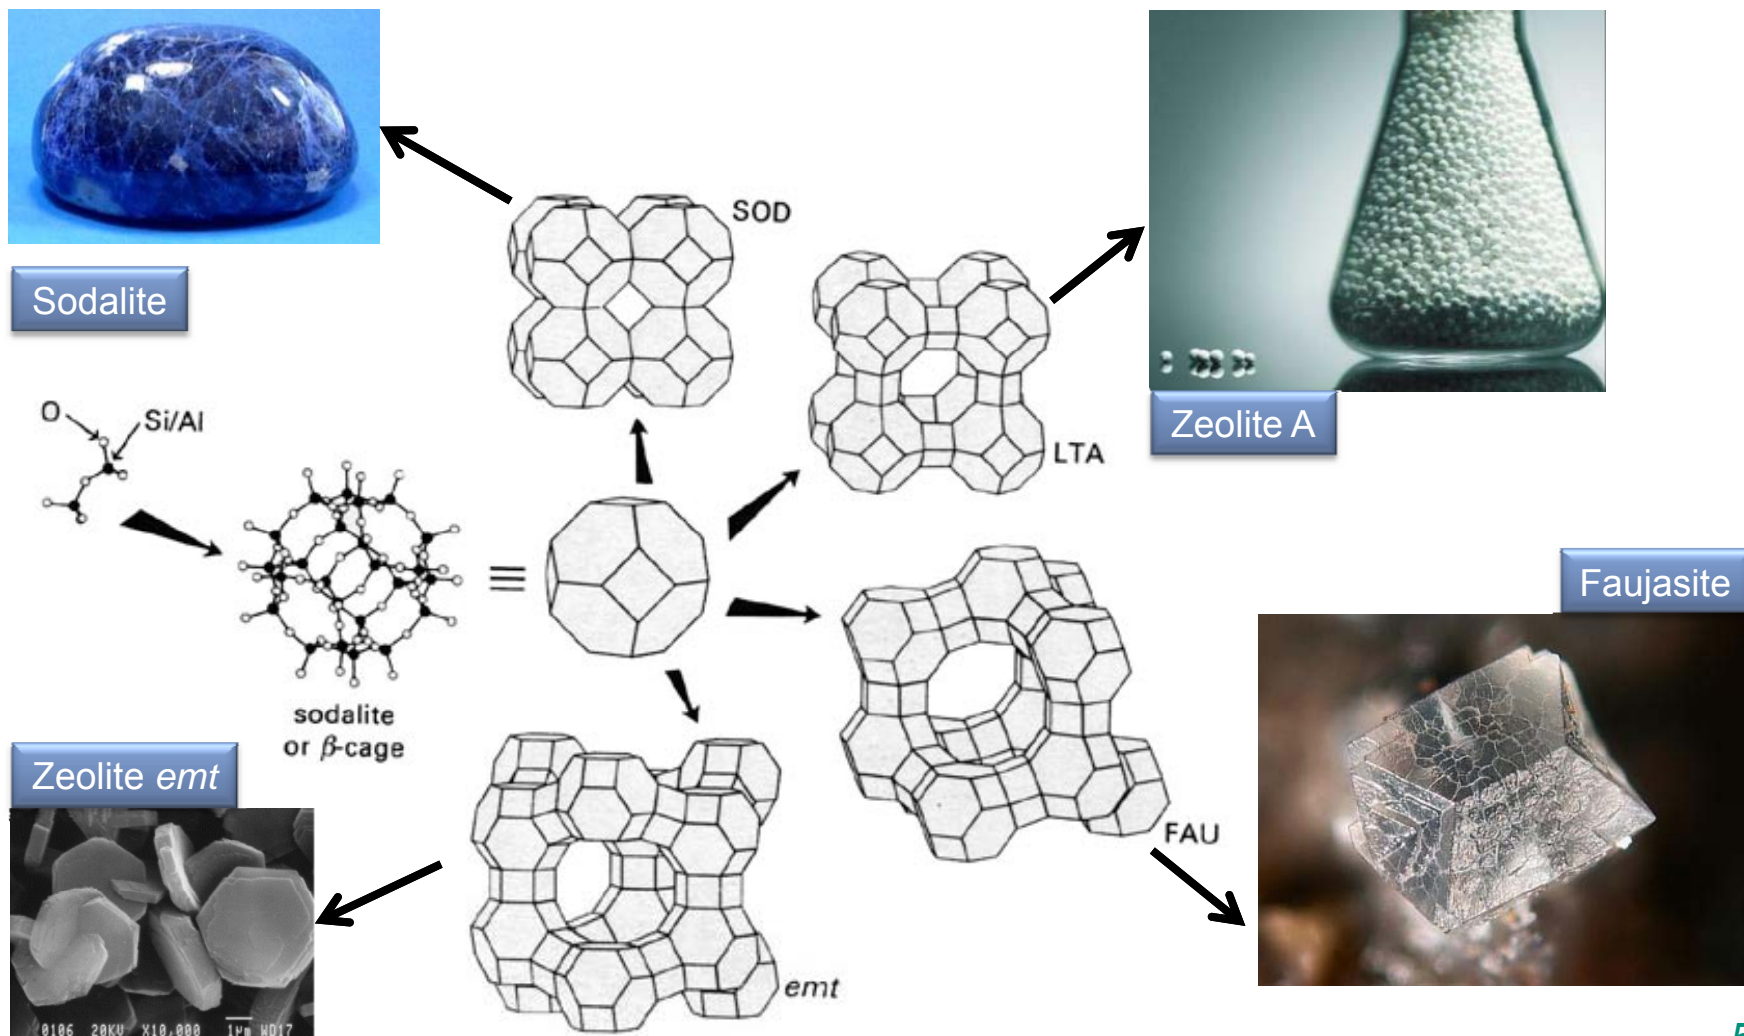 SOD
Sodalite
O
Si/Al
LTA
Zeolite A
Faujasite
sodalite
or β-cage
Zeolite emt
FAU
emt
0106 20KV X10,000 1μm WD17